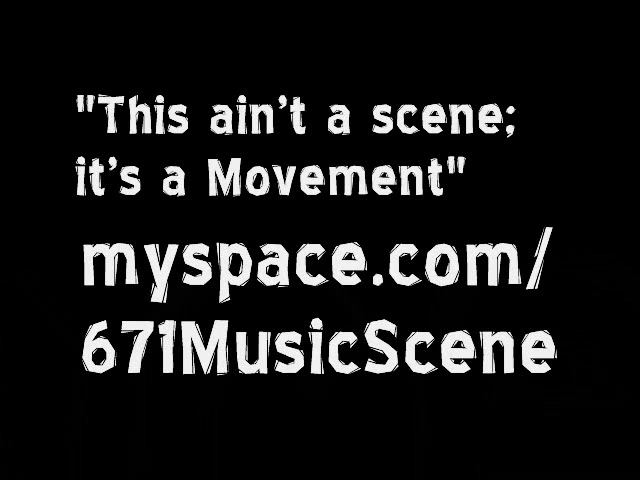 "This ain't a scene;
it's a Movement"
myspace.com/
671MusicScene